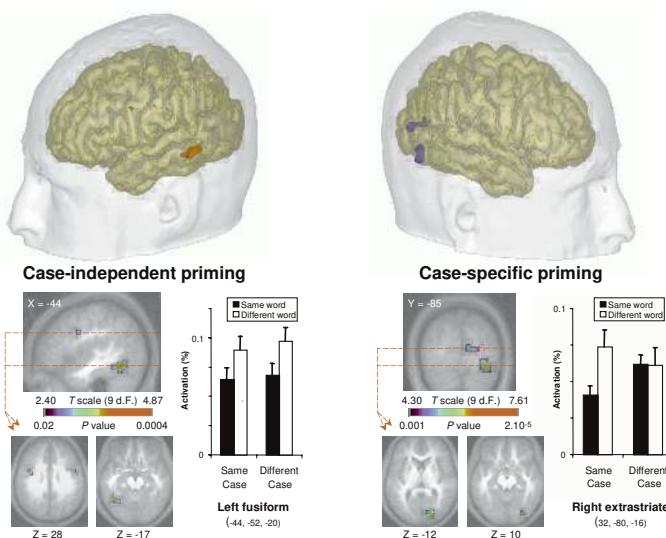 Case-independent priming
X = -44
Same word
Different word
0.1
Activation (%)
0
2.40 T scale (9 d.F.) 4.87
0.02 P value 0.0004
Same Case
Different Case
Left fusiform
(-44, -52, -20)
Z = 28
Z = -17
Case-specific priming
Y = -85
Same word
Different word
0.1
Activation (%)
0
4.30 T scale (9 d.F.) 7.61
0.001 P value 2.10-5
Same Case
Different Case
Right extrastriate
(32, -80, -16)
Z = -12
Z = 10